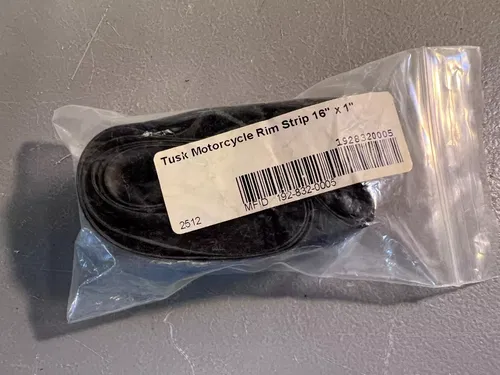 Tusk Motorcycle Rim Strip 16" x 1"
1928320005
MFID 192-832-0005
2512